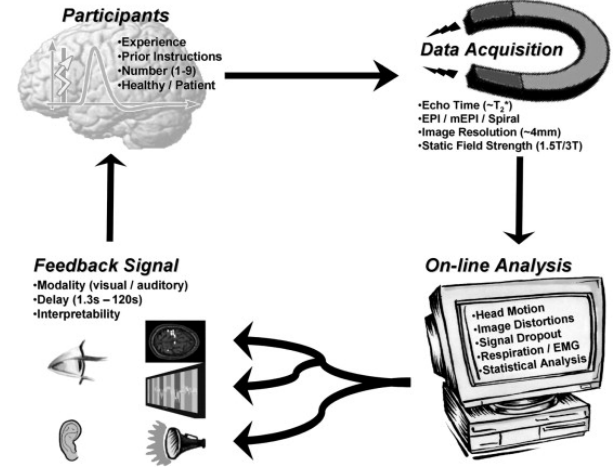 Participants
•Experience
•Prior Instructions
•Number (1-9)
•Healthy / Patient
Data Acquisition
•Echo Time (~T2*)
•EPI / mEPI / Spiral
•Image Resolution (~4mm)
•Static Field Strength (1.5T/3T)
Feedback Signal
•Modality (visual / auditory)
•Delay (1.3s – 120s)
•Interpretability
On-line Analysis
•Head Motion
•Image Distortions
•Signal Dropout
•Respiration / EMG
•Statistical Analysis